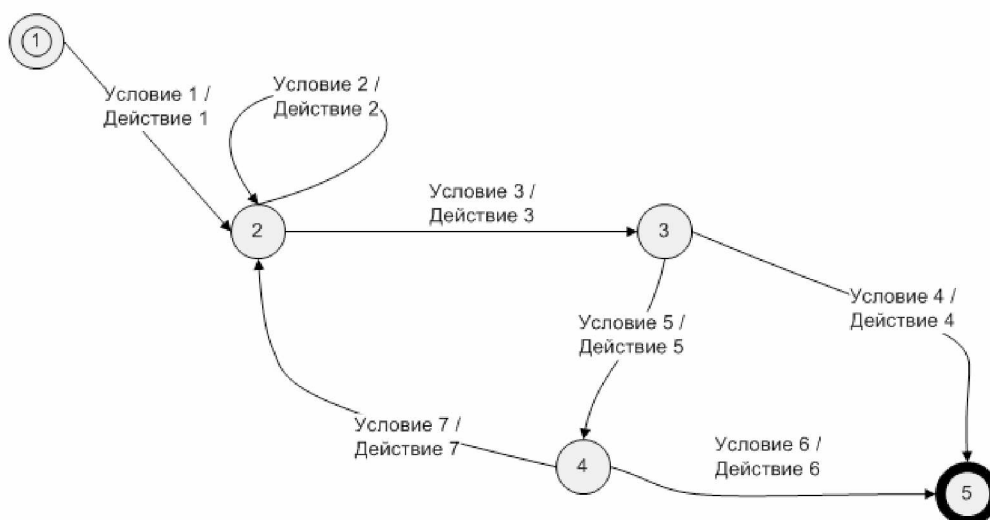 1
Условие 1 /
Действие 1
Условие 2 /
Действие 2
2
Условие 3 /
Действие 3
3
Условие 4 /
Действие 4
Условие 5 /
Действие 5
Условие 7 /
Действие 7
4
Условие 6 /
Действие 6
5